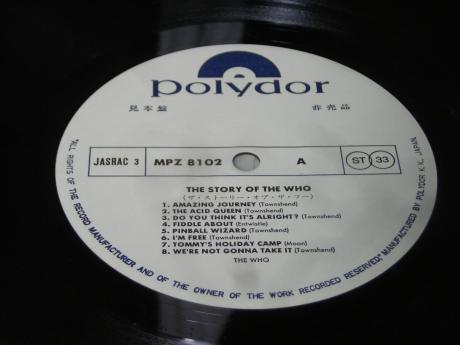 polydor
見本盤 非売品
JASRAC 3 MPZ 8102 A ST 33
THE STORY OF THE WHO
(ザ・ストーリー・オブ・ザ・フー)
1. AMAZING JOURNEY (Townshend)
2. THE ACID QUEEN (Townshend)
3. DO YOU THINK IT'S ALRIGHT? (Townshend)
4. FIDDLE ABOUT (Entwistle)
5. PINBALL WIZARD (Townshend)
6. I'M FREE (Townshend)
7. TOMMY'S HOLIDAY CAMP (Moon)
8. WE'RE NOT GONNA TAKE IT (Townshend)
THE WHO
"ALL RIGHTS OF THE RECORD MANUFACTURER AND OF THE OWNER OF THE WORK RECORDED RESERVED" MANUFACTURED BY POLYDOR K.K., JAPAN